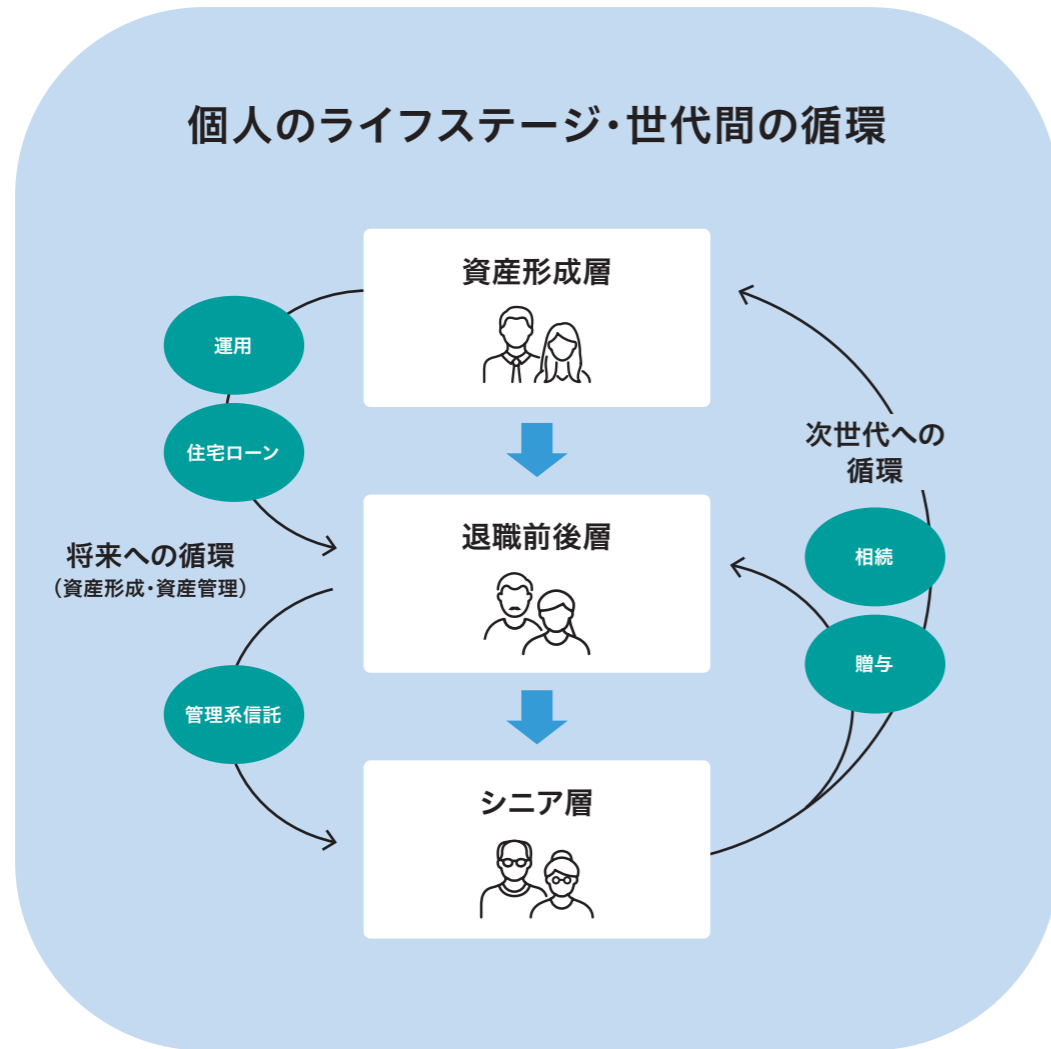 個人のライフステージ・世代間の循環
資産形成層
運用
住宅ローン
将来への循環
（資産形成・資産管理）
退職前後層
管理系信託
シニア層
次世代への
循環
相続
贈与